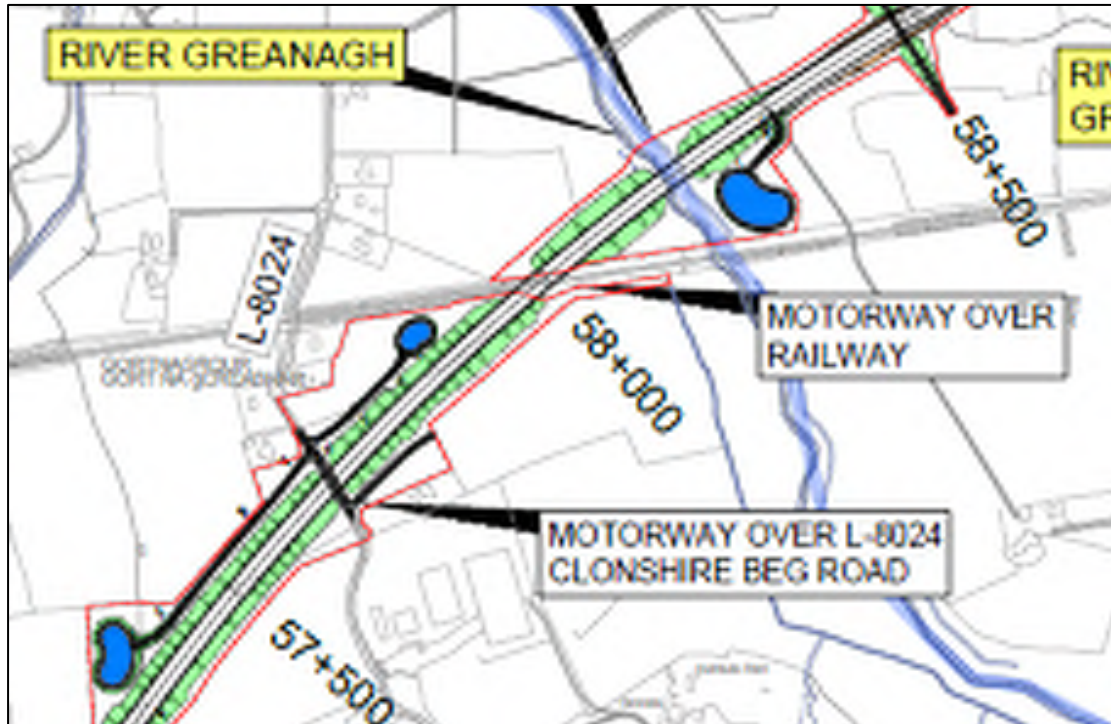 RIVER GREANAGH
RIV
GR
58+500
L-8024
MOTORWAY OVER
RAILWAY
58+000
MOTORWAY OVER L-8024
CLONSHIRE BEG ROAD
57+500